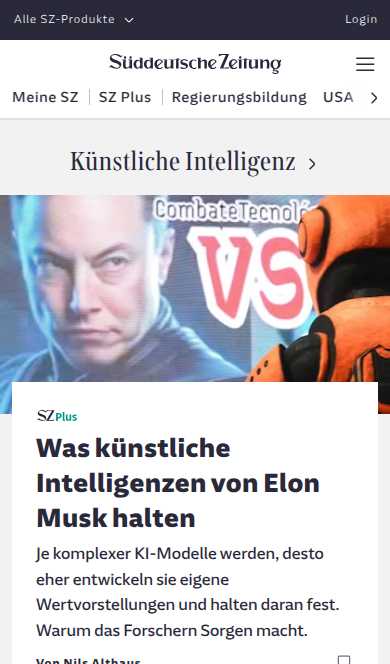 Alle SZ-Produkte
Login
Süddeutsche Zeitung
Meine SZ
SZ Plus
Regierungsbildung
USA
Künstliche Intelligenz
CombateTecnoló
VS
SZ Plus
Was künstliche
Intelligenzen von Elon
Musk halten
Je komplexer KI-Modelle werden, desto
eher entwickeln sie eigene
Wertvorstellungen und halten daran fest.
Warum das Forschern Sorgen macht.
Von Nils Althaus